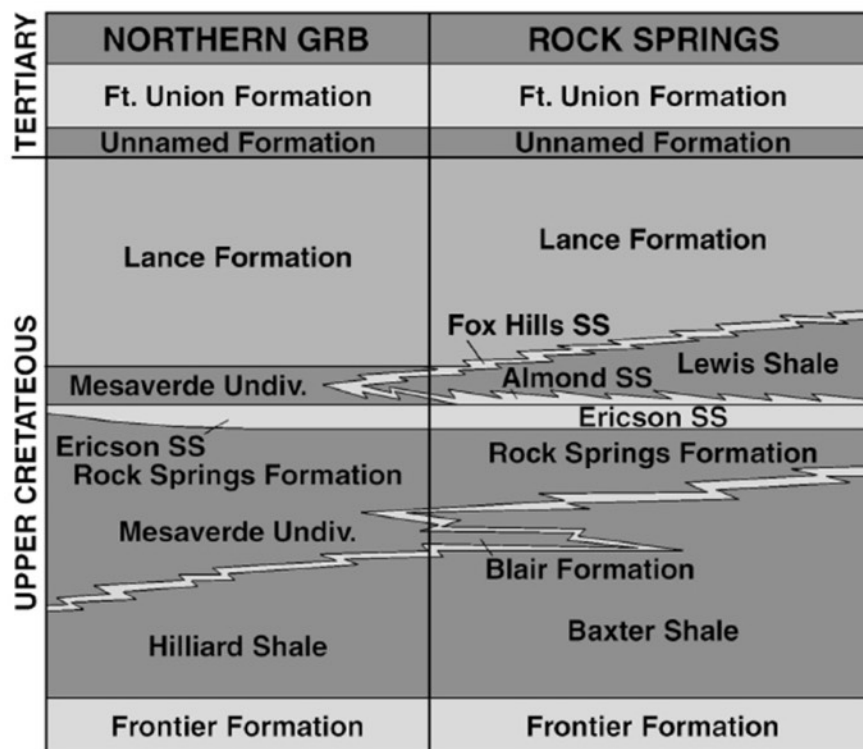 NORTHERN GRB
ROCK SPRINGS
TERTIARY
Ft. Union Formation
Ft. Union Formation
Unnamed Formation
Unnamed Formation
UPPER CRETATEOUS
Lance Formation
Lance Formation
Fox Hills SS
Lewis Shale
Mesaverde Undiv.
Almond SS
Ericson SS
Ericson SS
Rock Springs Formation
Rock Springs Formation
Mesaverde Undiv.
Blair Formation
Hilliard Shale
Baxter Shale
Frontier Formation
Frontier Formation